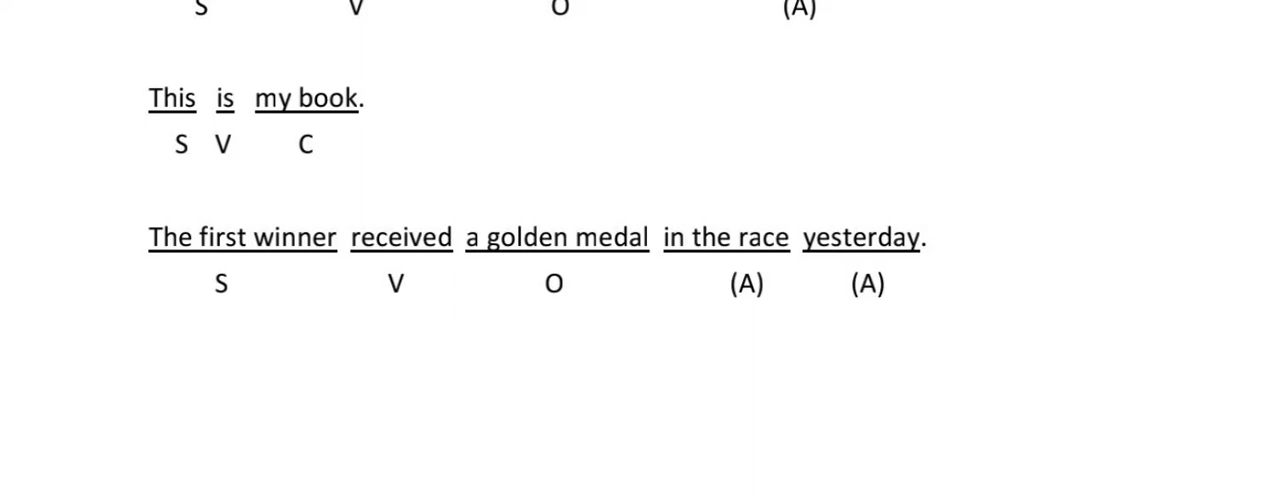 S V O (A)
This is my book.
S V C
The first winner received a golden medal in the race yesterday.
S V O (A) (A)